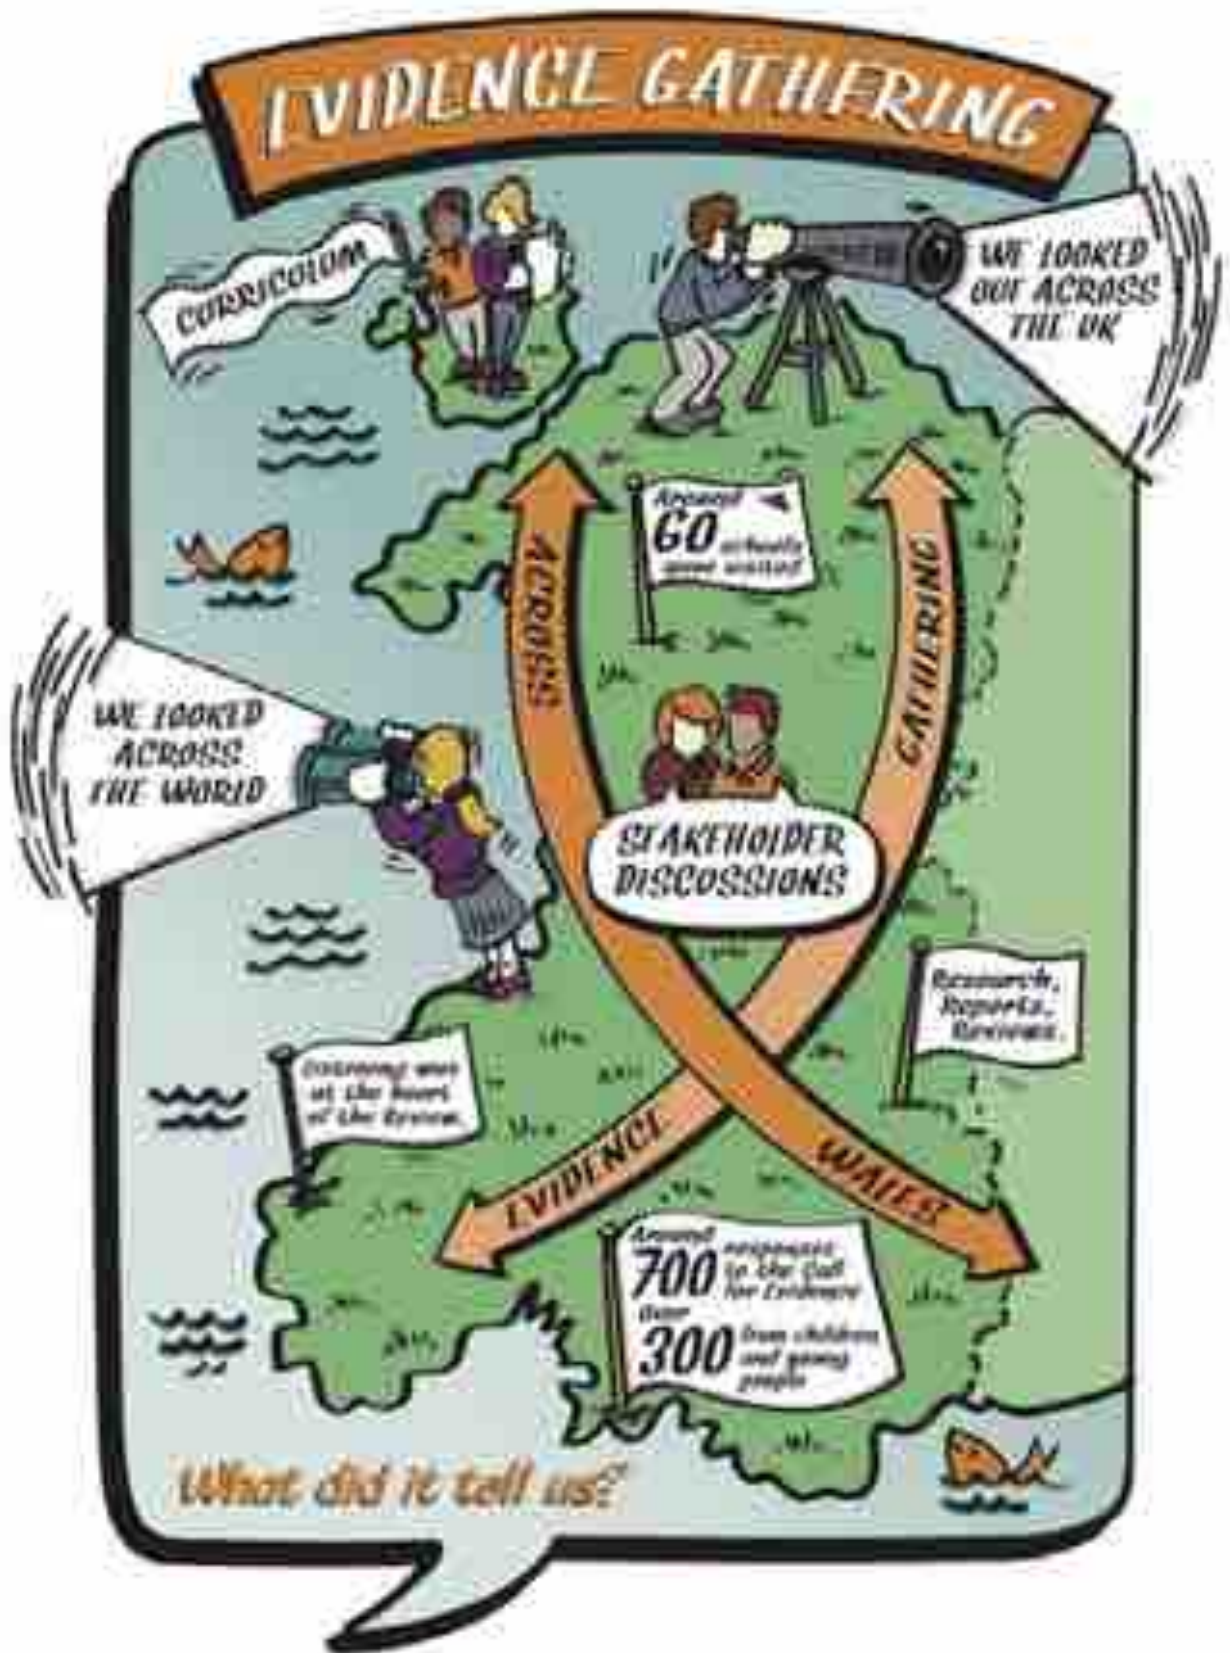 EVIDENCE GATHERING
CURRICULUM
WE LOOKED
OUT ACROSS
THE UK
Around
60 schools
were visited
ACROSS
GATHERING
WE LOOKED
ACROSS
THE WORLD
STAKEHOLDER
DISCUSSIONS
Research,
Reports,
Reviews.
Listening was
at the heart
of the Review.
EVIDENCE
WALES
Around
700 responses
to the Call
for Evidence
Over
300 from children
and young
people
What did it tell us?